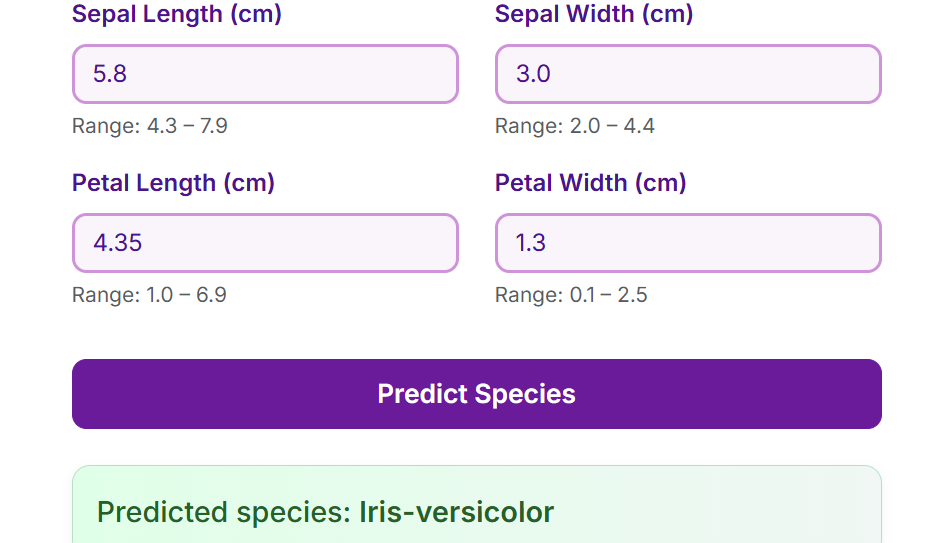 Sepal Length (cm)
Sepal Width (cm)
5.8
3.0
Range: 4.3 – 7.9
Range: 2.0 – 4.4
Petal Length (cm)
Petal Width (cm)
4.35
1.3
Range: 1.0 – 6.9
Range: 0.1 – 2.5
Predict Species
Predicted species: Iris-versicolor